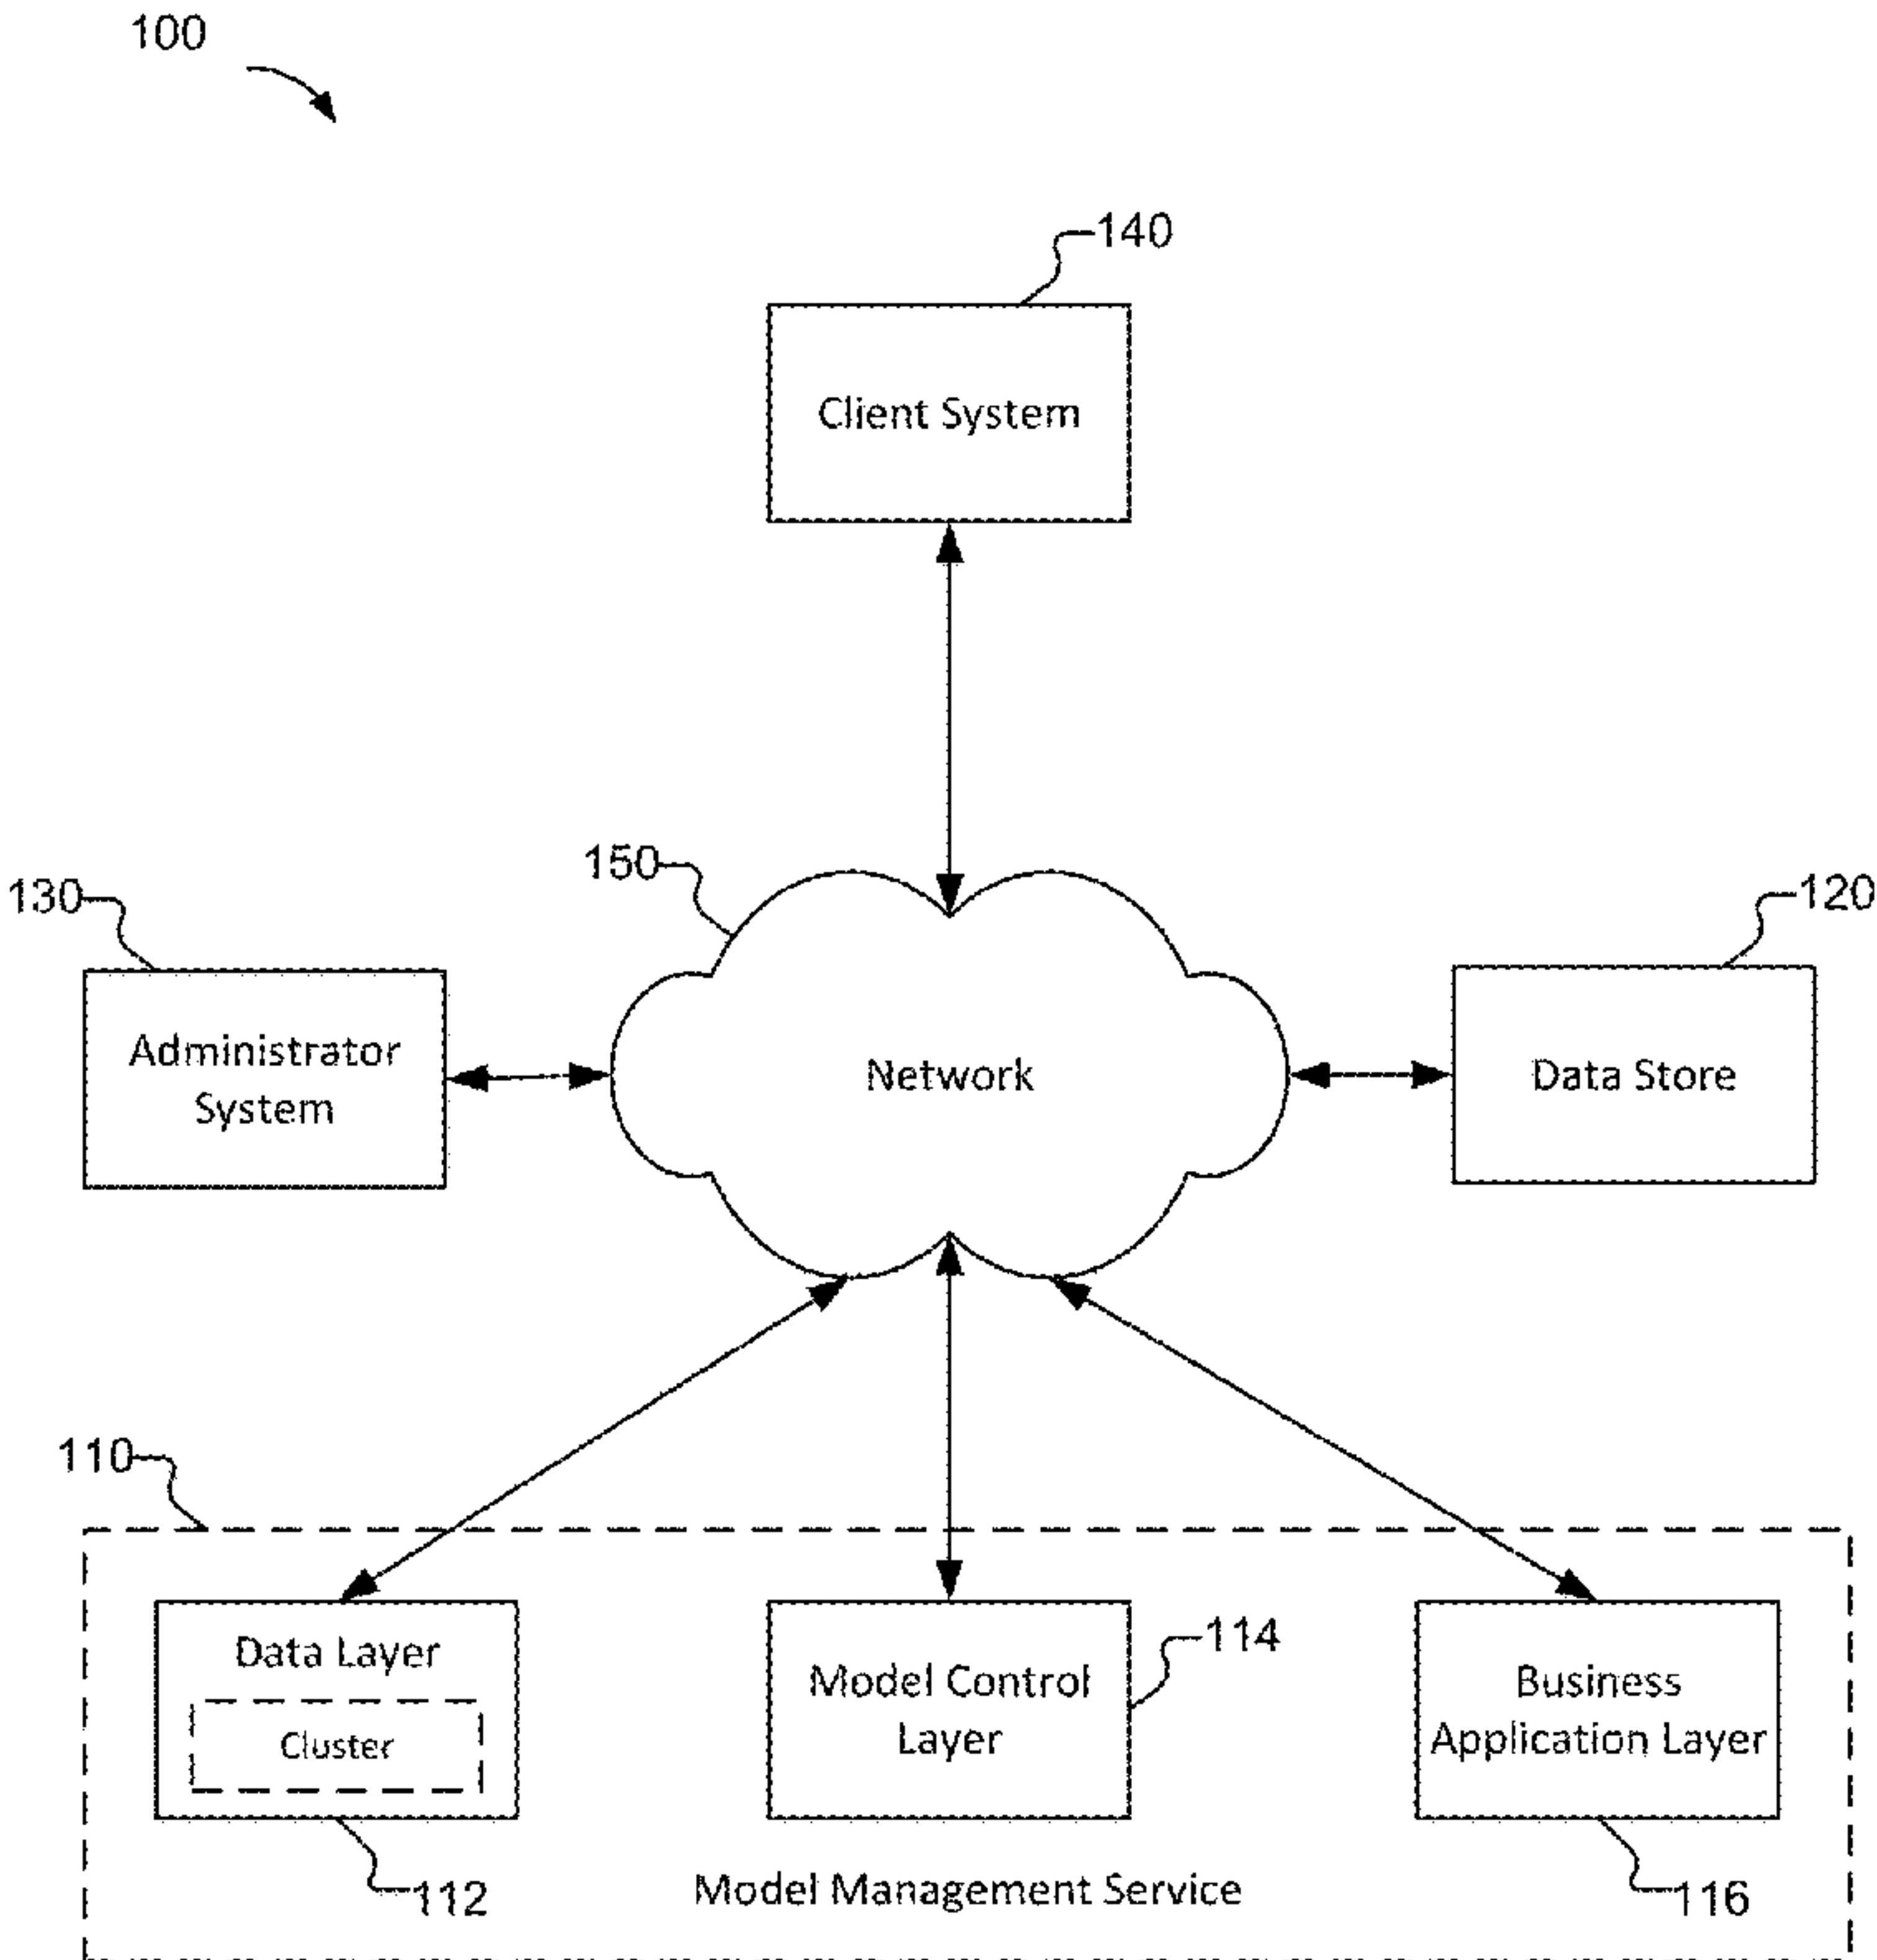 100
140
Client System
150
130
120
Administrator
System
Network
Data Store
110
Data Layer
Cluster
Model Control
Layer
114
Business
Application Layer
112
Model Management Service
116